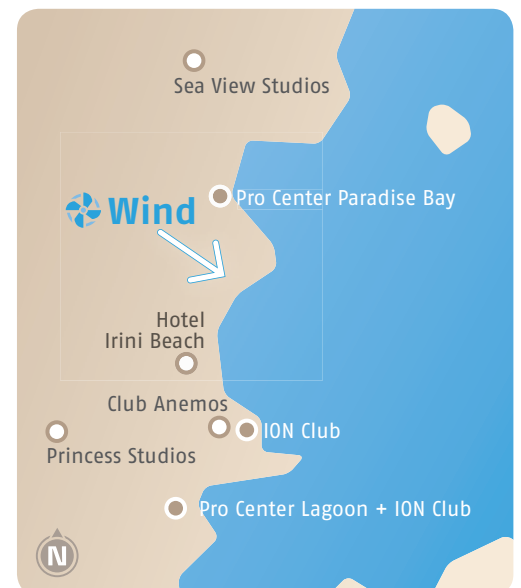 Sea View Studios
Pro Center Paradise Bay
Wind
Hotel
Irini Beach
Club Anemos
ION Club
Princess Studios
Pro Center Lagoon + ION Club
N